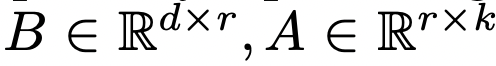 B ∈ ℝ^{d×r}, A ∈ ℝ^{r×k}